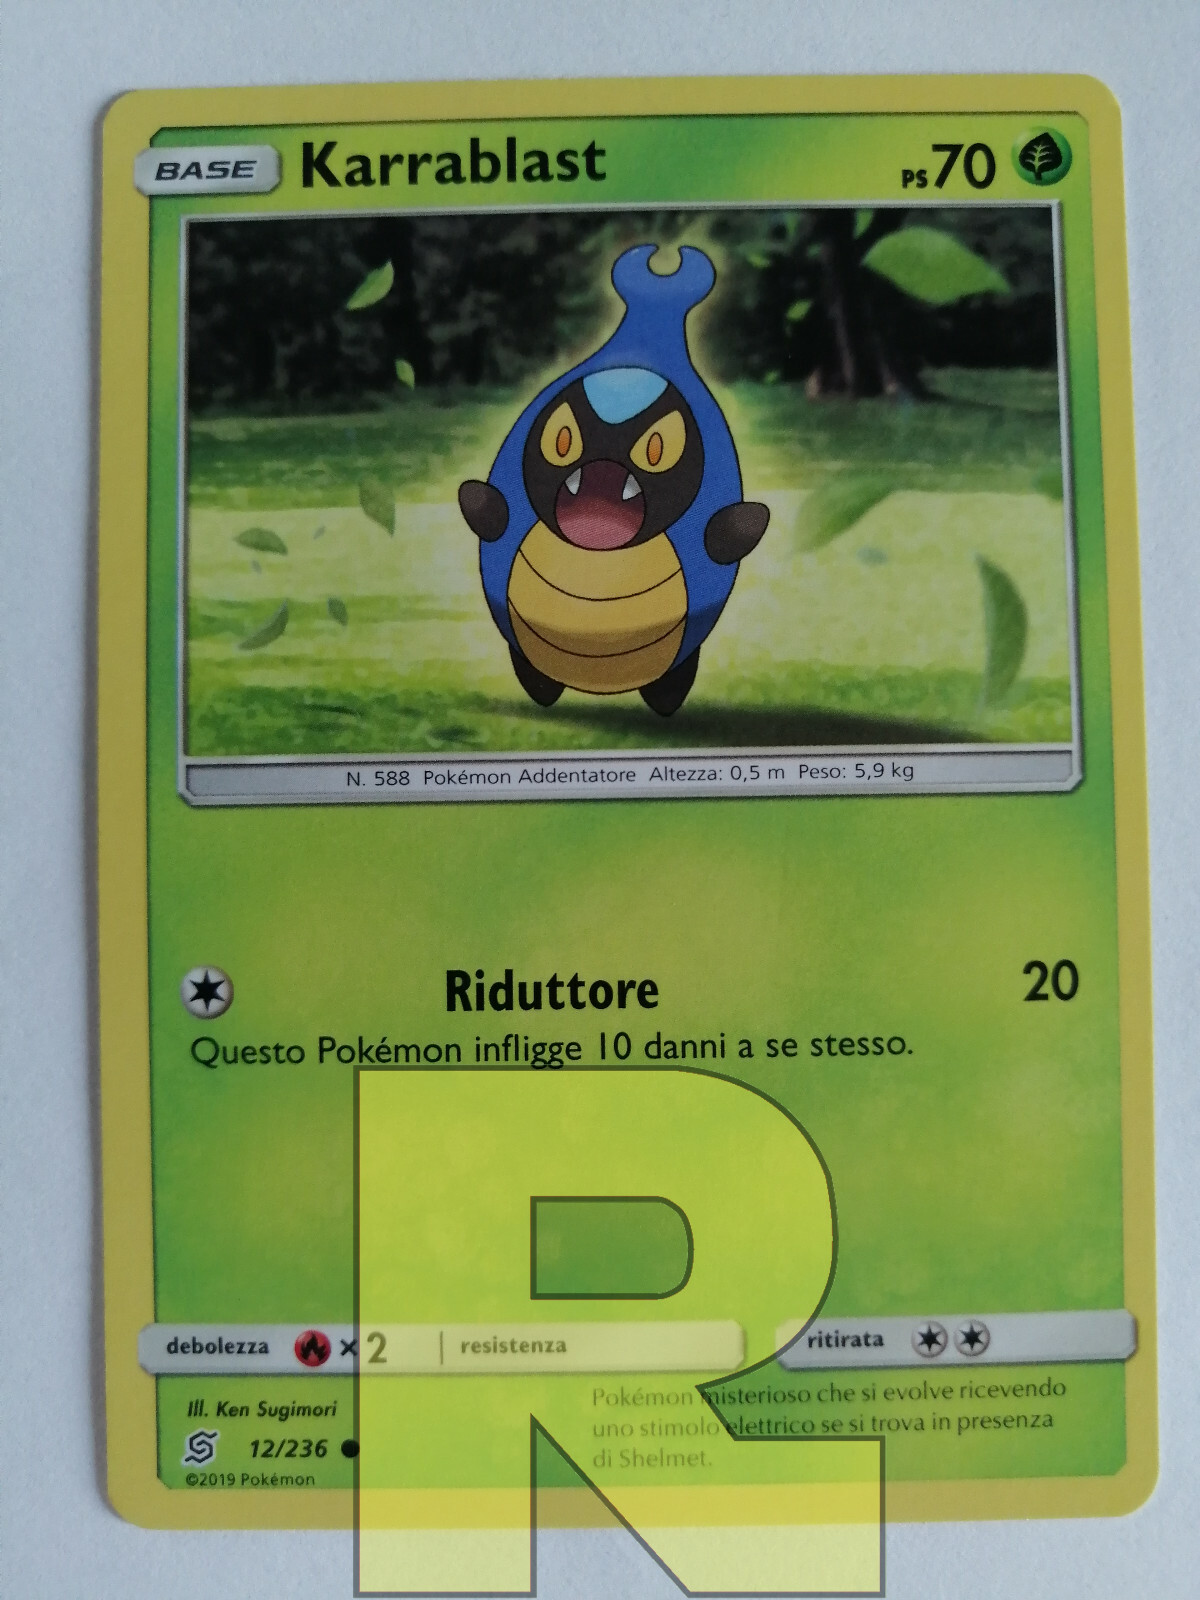 BASE Karrablast PS 70
N. 588 Pokémon Addentatore Altezza: 0,5 m Peso: 5,9 kg
Riduttore 20
Questo Pokémon infligge 10 danni a se stesso.
debolezza ×2 resistenza ritirata
Ill. Ken Sugimori
12/236
©2019 Pokémon
Pokémon misterioso che si evolve ricevendo
uno stimolo elettrico se si trova in presenza
di Shelmet.
R